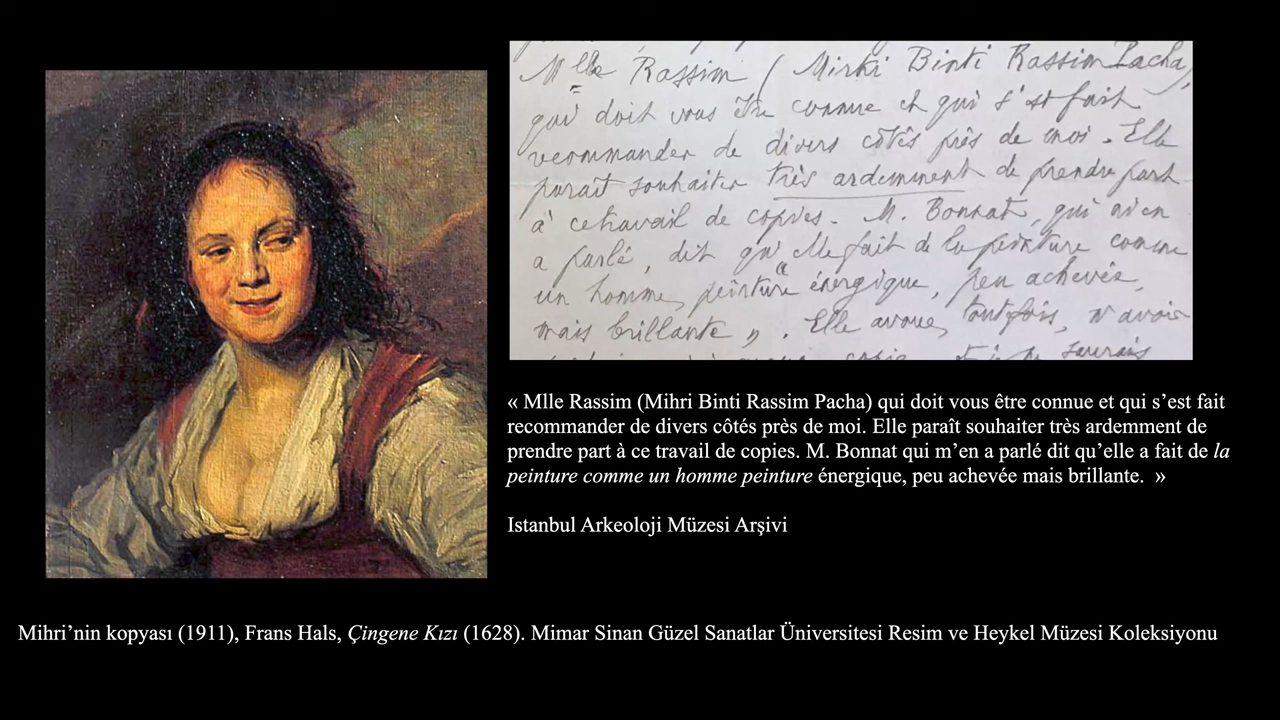 Mlle Rassim (Mirhi Binti Rassim Pacha),
qui doit vous être connue et qui s'est fait
recommander de divers côtés près de moi. Elle
paraît souhaiter très ardemment de prendre part
à ce travail de copies. M. Bonnat, qui m'en
a parlé, dit qu'elle fait de la peinture comme
un homme, peinture énergique, peu achevée,
mais brillante ». Elle avoue, toutefois, n'avoir
copie
saurais
« Mlle Rassim (Mihri Binti Rassim Pacha) qui doit vous être connue et qui s’est fait
recommander de divers côtés près de moi. Elle paraît souhaiter très ardemment de
prendre part à ce travail de copies. M. Bonnat qui m’en a parlé dit qu’elle a fait de la
peinture comme un homme peinture énergique, peu achevée mais brillante.  »
Istanbul Arkeoloji Müzesi Arşivi
Mihri’nin kopyası (1911), Frans Hals, Çingene Kızı (1628). Mimar Sinan Güzel Sanatlar Üniversitesi Resim ve Heykel Müzesi Koleksiyonu